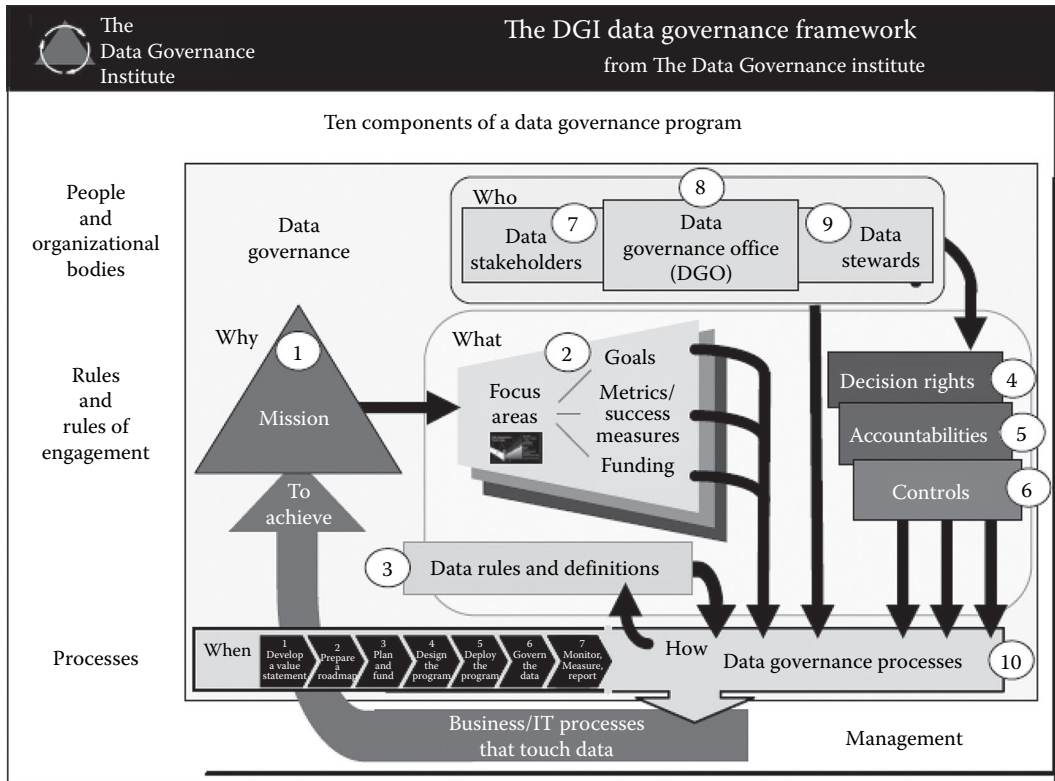 The
Data Governance
Institute
The DGI data governance framework
from The Data Governance institute
Ten components of a data governance program
People
and
organizational
bodies
Data
governance
Who
7
8
9
Data
stakeholders
Data
governance office
(DGO)
Data
stewards
Rules
and
rules of
engagement
Why
1
Mission
To
achieve
What
2
Focus
areas
Goals
Metrics/
success
measures
Funding
Decision rights
4
Accountabilities
5
Controls
6
3
Data rules and definitions
Processes
When
1
Develop
a value
statement
2
Prepare
a
roadmap
3
Plan
and
fund
4
Design
the
program
5
Deploy
the
program
6
Govern
the
data
7
Monitor,
Measure,
report
How
Data governance processes
10
Business/IT processes
that touch data
Management